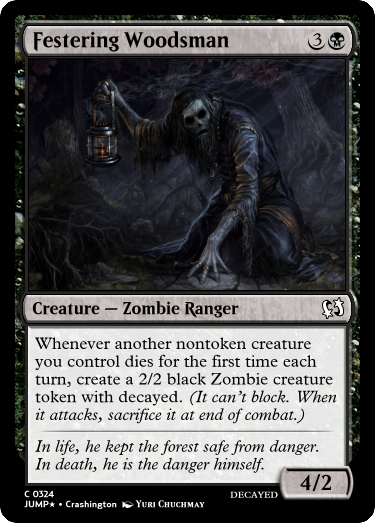 Festering Woodsman 3
Creature — Zombie Ranger
Whenever another nontoken creature
you control dies for the first time each
turn, create a 2/2 black Zombie creature
token with decayed. (It can't block. When
it attacks, sacrifice it at end of combat.)
In life, he kept the forest safe from danger.
In death, he is the danger himself.
4/2
C 0324
DECAYED
JUMP★ • Crashington Yuri Chuchmay